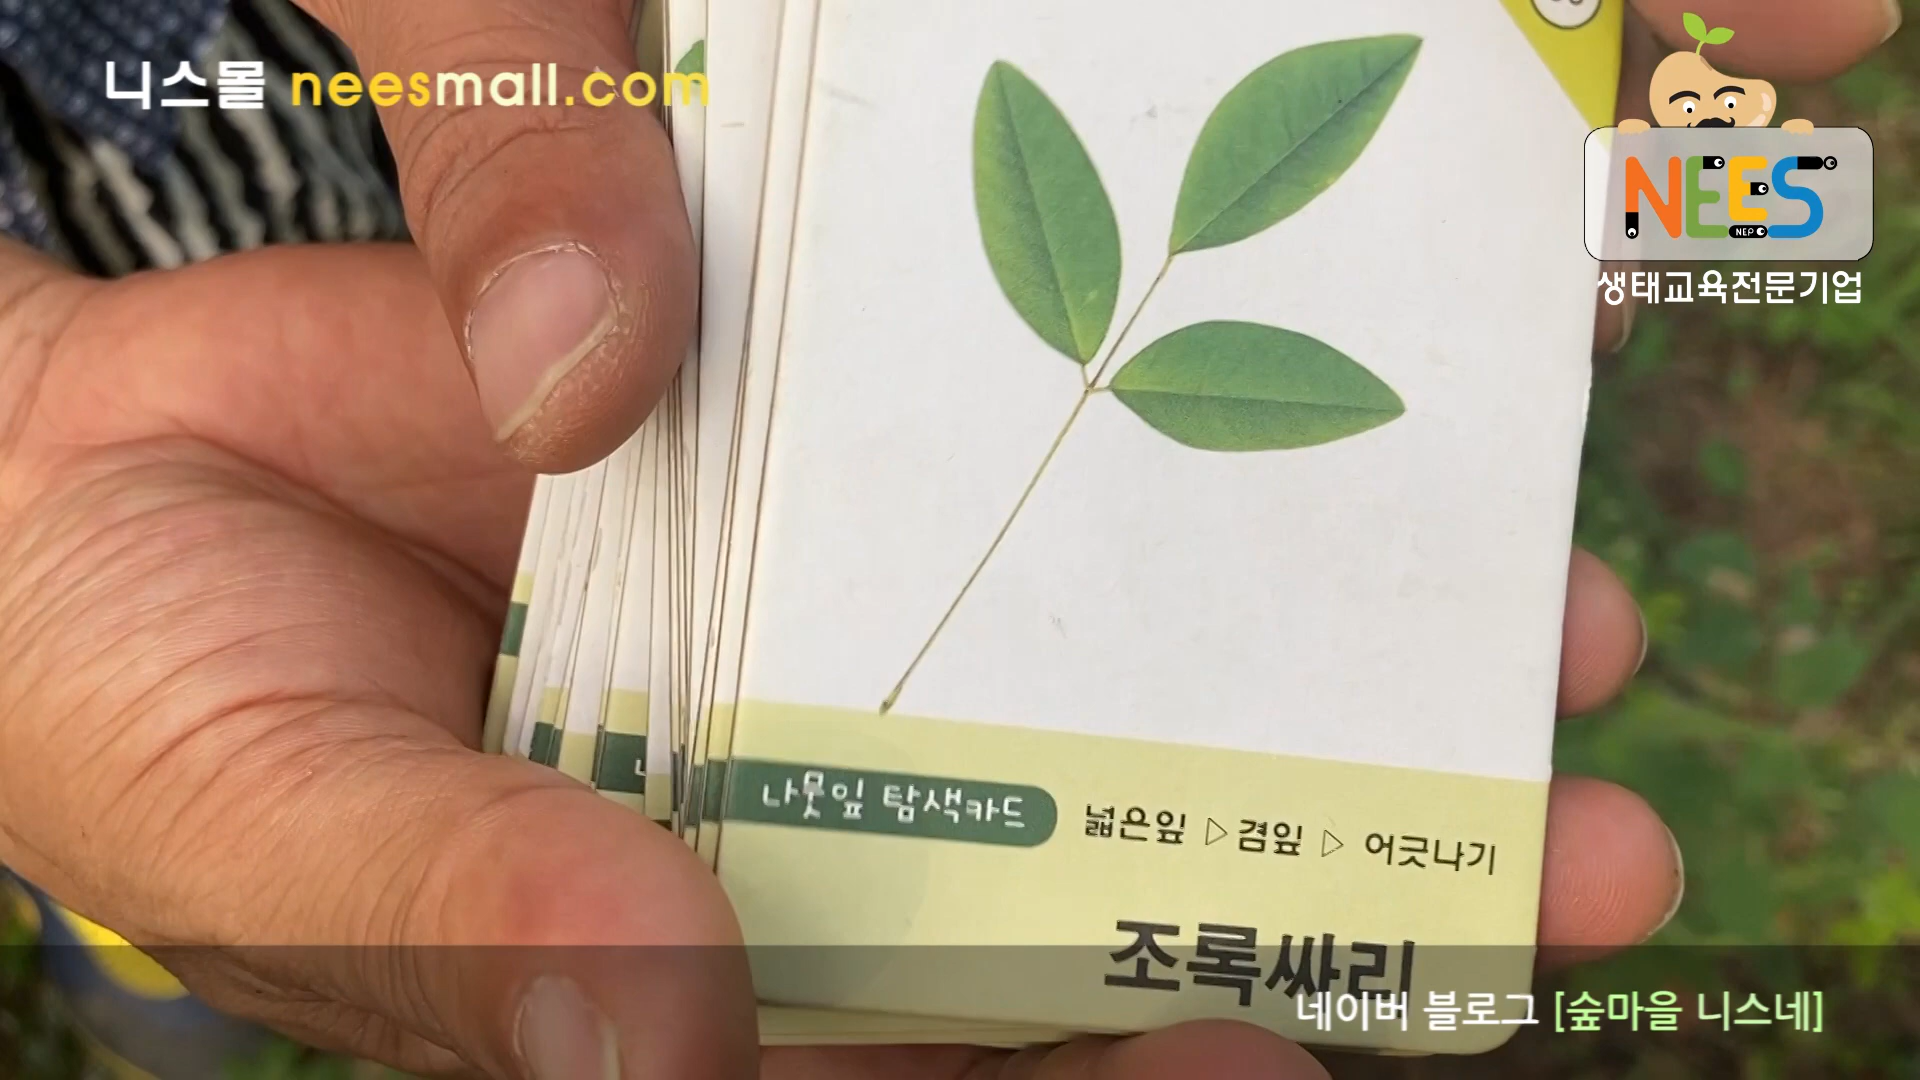 니스몰 neesmall.com
NEES
NEP
생태교육전문기업
나뭇잎 탐색카드
넓은잎 ▷ 겹잎 ▷ 어긋나기
조록싸리
네이버 블로그 [숲마을 니스네]